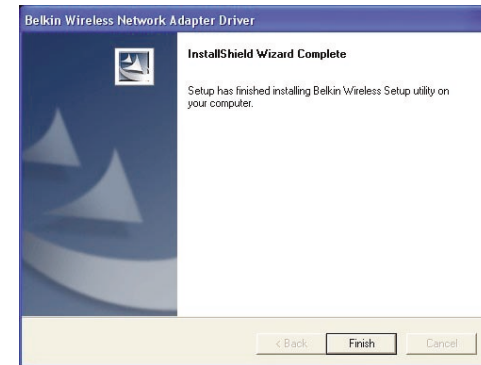 Belkin Wireless Network Adapter Driver
InstallShield Wizard Complete
Setup has finished installing Belkin Wireless Setup utility on
your computer.
< Back
Finish
Cancel